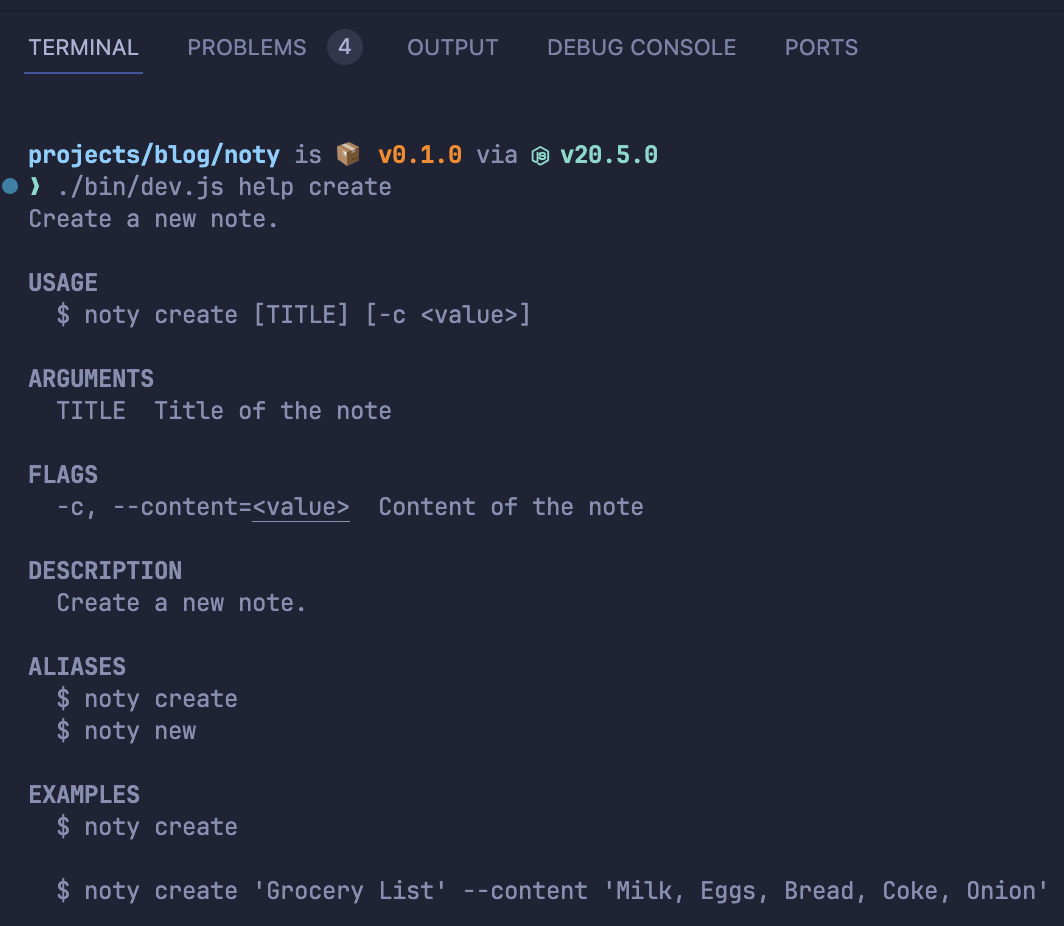 TERMINAL PROBLEMS 4 OUTPUT DEBUG CONSOLE PORTS
projects/blog/noty is 📦 v0.1.0 via v20.5.0
❯ ./bin/dev.js help create
Create a new note.
USAGE
$ noty create [TITLE] [-c <value>]
ARGUMENTS
TITLE  Title of the note
FLAGS
-c, --content=<value>  Content of the note
DESCRIPTION
Create a new note.
ALIASES
$ noty create
$ noty new
EXAMPLES
$ noty create
$ noty create 'Grocery List' --content 'Milk, Eggs, Bread, Coke, Onion'